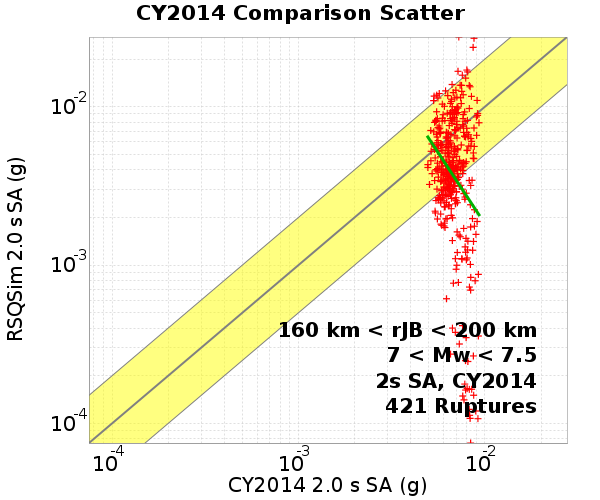 CY2014 Comparison Scatter
RSQSim 2.0 s SA (g)
10-2
10-3
10-4
160 km < rJB < 200 km
7 < Mw < 7.5
2s SA, CY2014
421 Ruptures
10-4 10-3 10-2
CY2014 2.0 s SA (g)